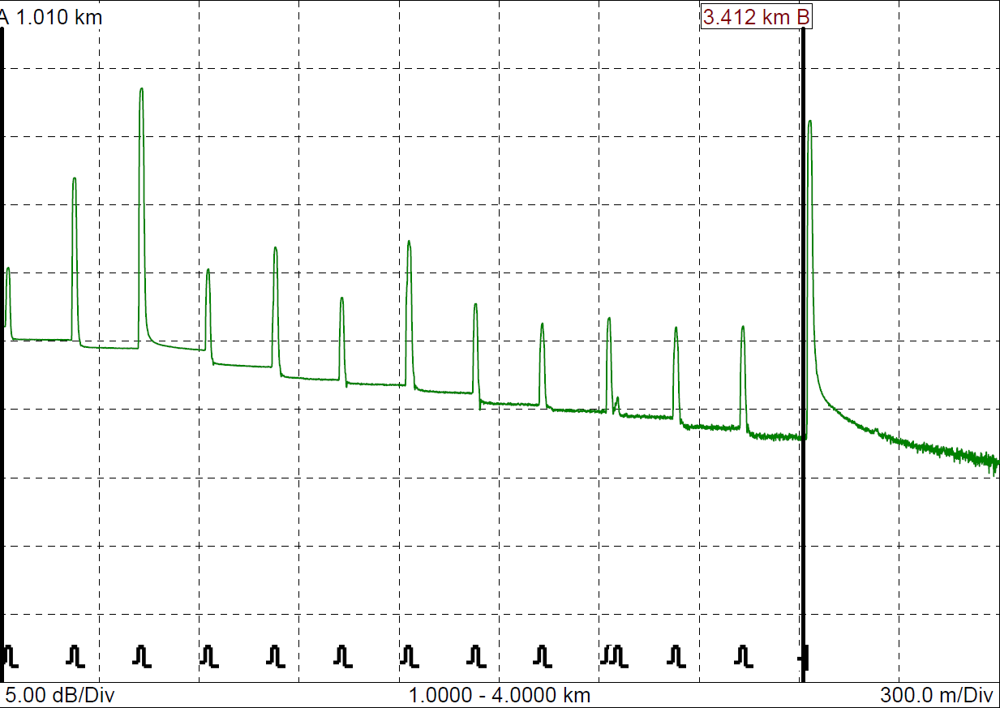 A 1.010 km
3.412 km B
5.00 dB/Div
1.0000 - 4.0000 km
300.0 m/Div